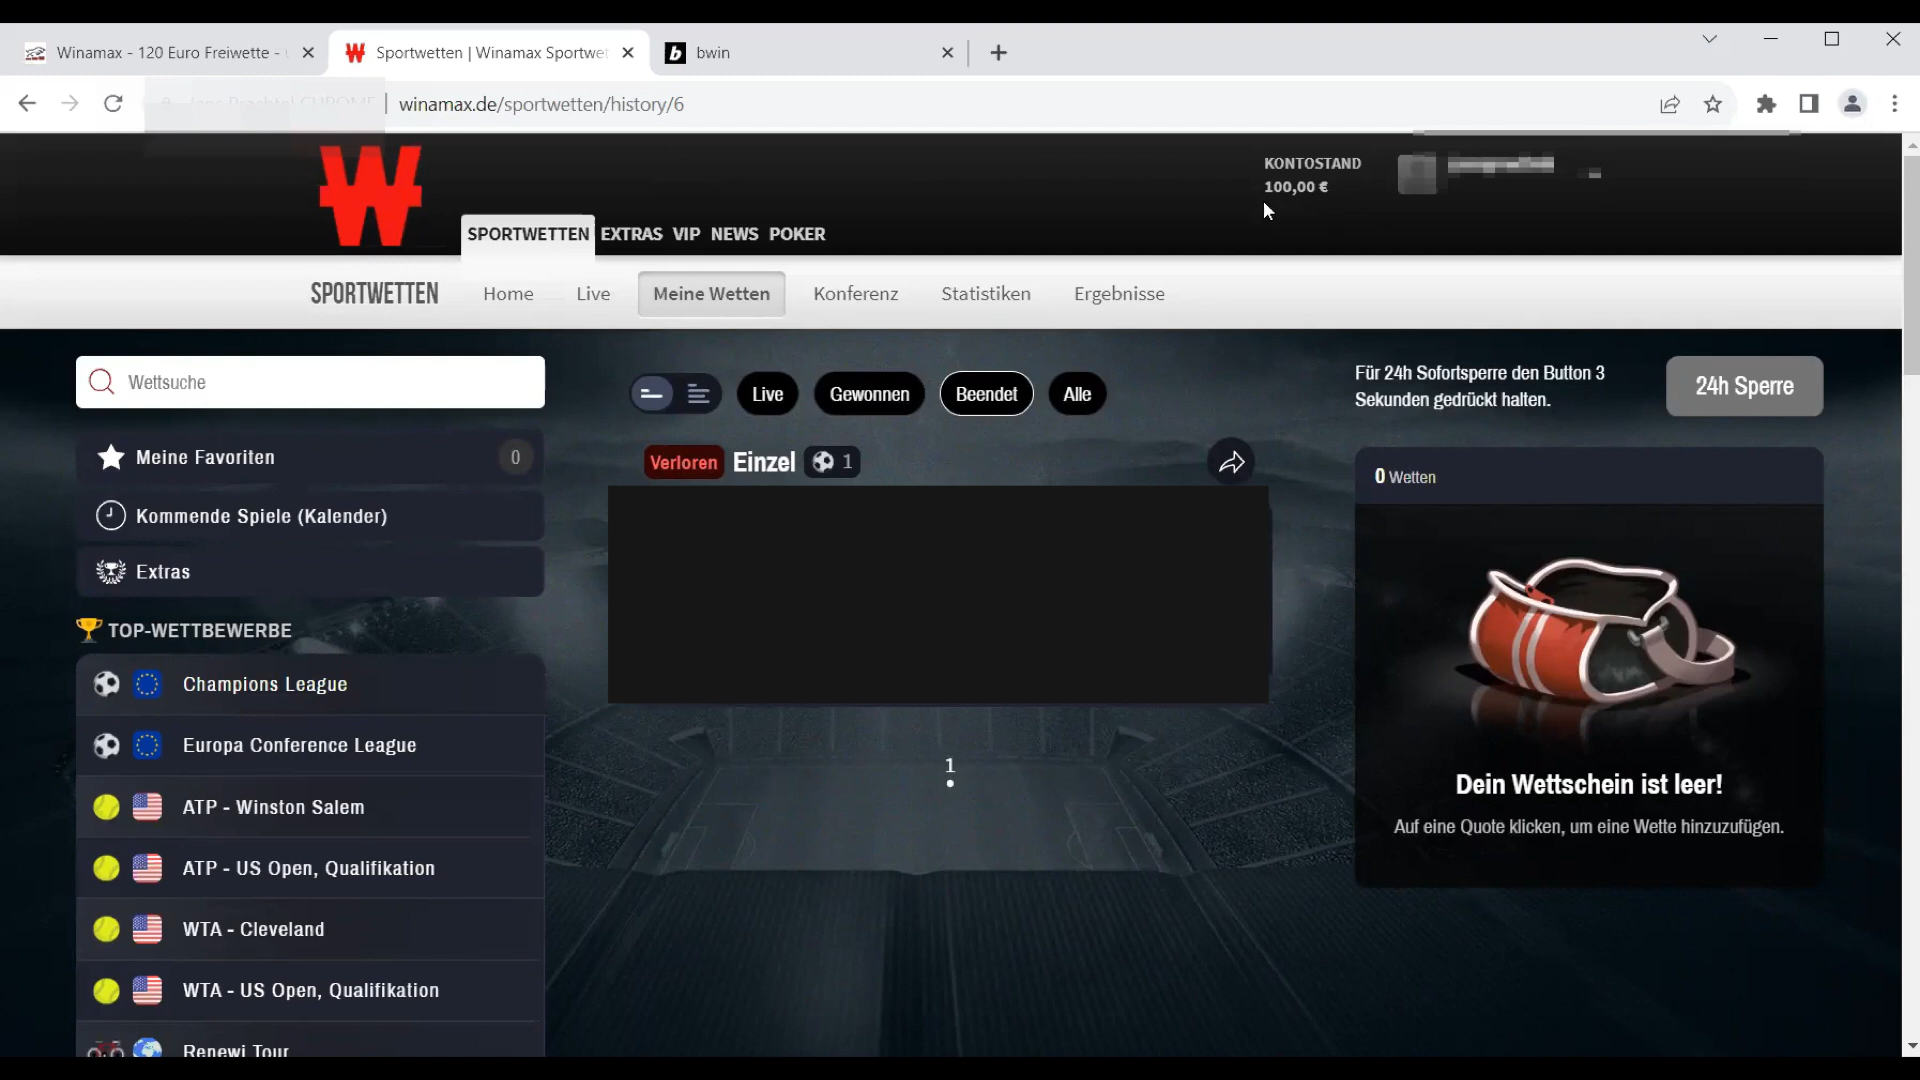 Winamax - 120 Euro Freiwette -
Sportwetten | Winamax Sportwet
bwin
winamax.de/sportwetten/history/6
KONTOSTAND
100,00 €
SPORTWETTEN EXTRAS VIP NEWS POKER
SPORTWETTEN Home Live Meine Wetten Konferenz Statistiken Ergebnisse
Wettsuche
Live Gewonnen Beendet Alle
Für 24h Sofortsperre den Button 3
Sekunden gedrückt halten.
24h Sperre
Meine Favoriten 0
Verloren Einzel 1
0 Wetten
Kommende Spiele (Kalender)
Extras
TOP-WETTBEWERBE
Champions League
Europa Conference League
ATP - Winston Salem
ATP - US Open, Qualifikation
WTA - Cleveland
WTA - US Open, Qualifikation
Renewi Tour
1
Dein Wettschein ist leer!
Auf eine Quote klicken, um eine Wette hinzuzufügen.